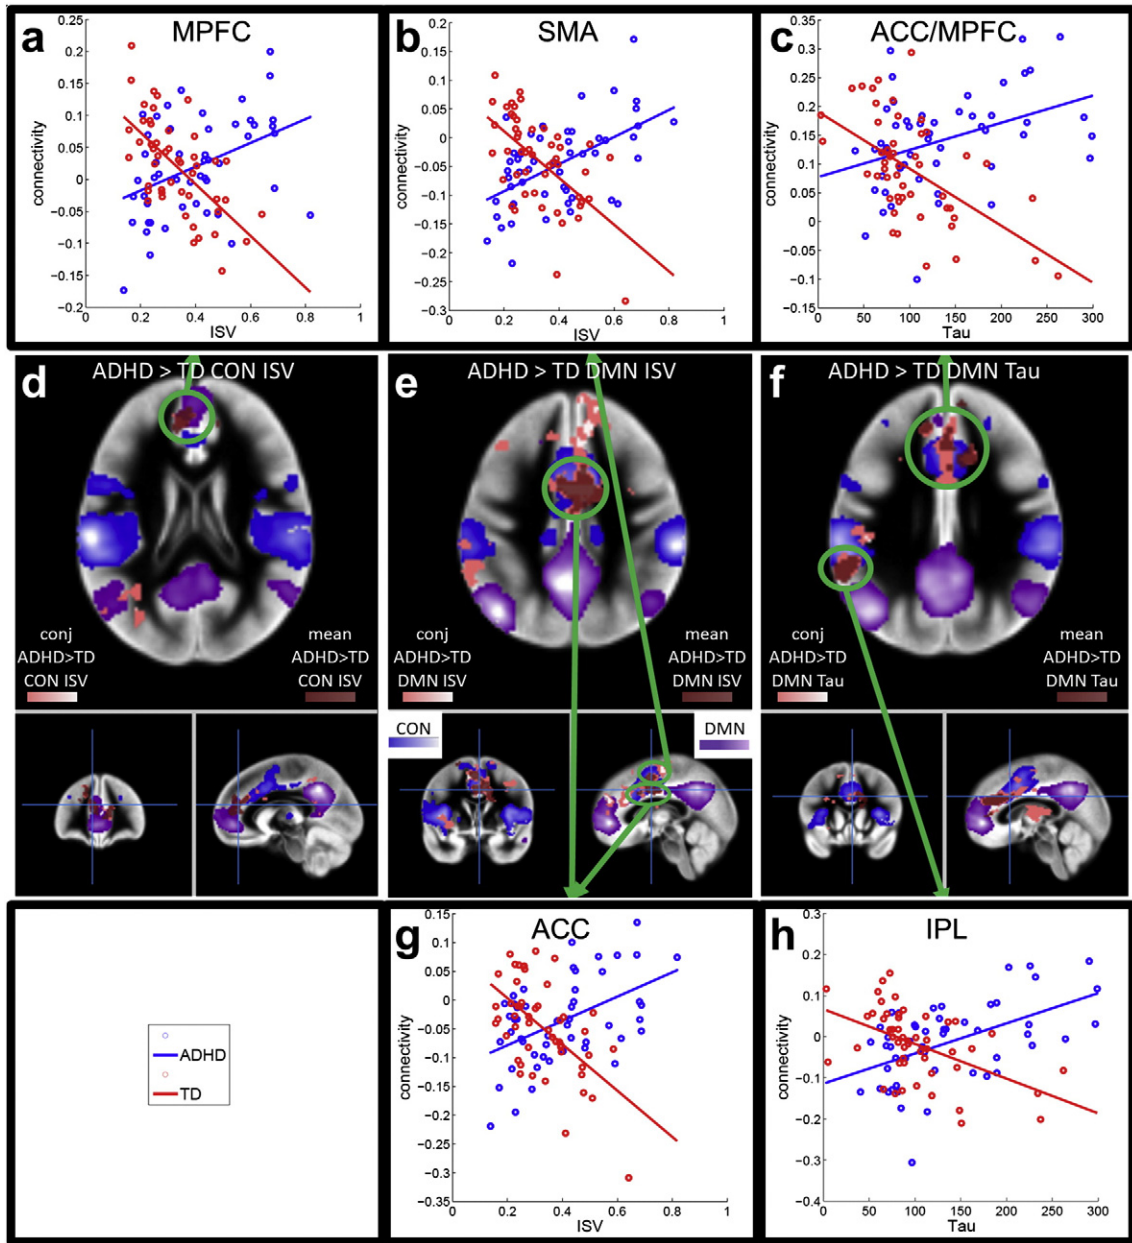 a
MPFC
connectivity
0.25
0.2
0.15
0.1
0.05
0
−0.05
−0.1
−0.15
−0.2
0
0.2
0.4
0.6
0.8
1
ISV
b
SMA
connectivity
0.2
0.15
0.1
0.05
0
−0.05
−0.1
−0.15
−0.2
−0.25
−0.3
0
0.2
0.4
0.6
0.8
1
ISV
c
ACC/MPFC
connectivity
0.35
0.3
0.25
0.2
0.15
0.1
0.05
0
−0.05
−0.1
−0.15
0
50
100
150
200
250
300
Tau
d
ADHD > TD CON ISV
conj
ADHD>TD
CON ISV
mean
ADHD>TD
CON ISV
e
ADHD > TD DMN ISV
conj
ADHD>TD
DMN ISV
mean
ADHD>TD
DMN ISV
f
ADHD > TD DMN Tau
conj
ADHD>TD
DMN Tau
mean
ADHD>TD
DMN Tau
CON
DMN
ADHD
TD
g
ACC
connectivity
0.15
0.1
0.05
0
−0.05
−0.1
−0.15
−0.2
−0.25
−0.3
−0.35
0
0.2
0.4
0.6
0.8
1
ISV
h
IPL
connectivity
0.3
0.2
0.1
0
−0.1
−0.2
−0.3
−0.4
0
50
100
150
200
250
300
Tau